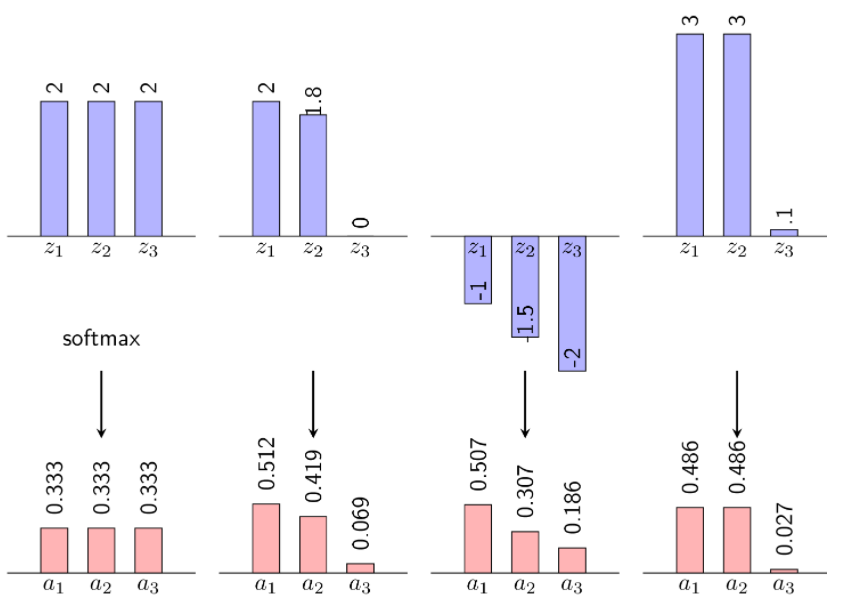 2 2 2 2 1.8 0 3 3 .1
z1 z2 z3 z1 z2 z3 z1 z2 z3 z1 z2 z3
-1 -1.5 -2
softmax
0.333 0.333 0.333 0.512 0.419 0.069 0.507 0.307 0.186 0.486 0.486 0.027
a1 a2 a3 a1 a2 a3 a1 a2 a3 a1 a2 a3